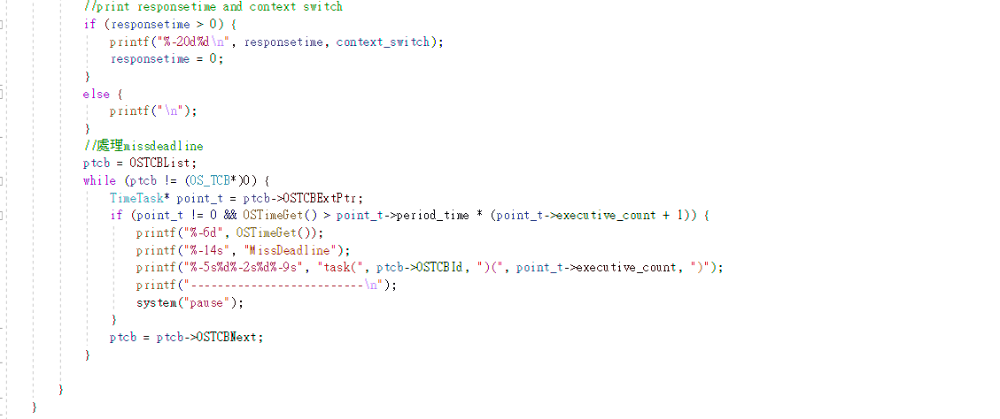 //print responsetime and context switch
if (responsetime > 0) {
printf("%-20d%d\n", responsetime, context_switch);
responsetime = 0;
}
else {
printf("\n");
}
//處理missdeadline
ptcb = OSTCBList;
while (ptcb != (OS_TCB*)0) {
TimeTask* point_t = ptcb->OSTCBExtPtr;
if (point_t != 0 && OSTimeGet() > point_t->period_time * (point_t->executive_count + 1)) {
printf("%-6d", OSTimeGet());
printf("%-14s", "MissDeadline");
printf("%-5s%d%-2s%d%-9s", "task(", ptcb->OSTCBId, ")(", point_t->executive_count, ")");
printf("--------------------------\n");
system("pause");
}
ptcb = ptcb->OSTCBNext;
}
}
}